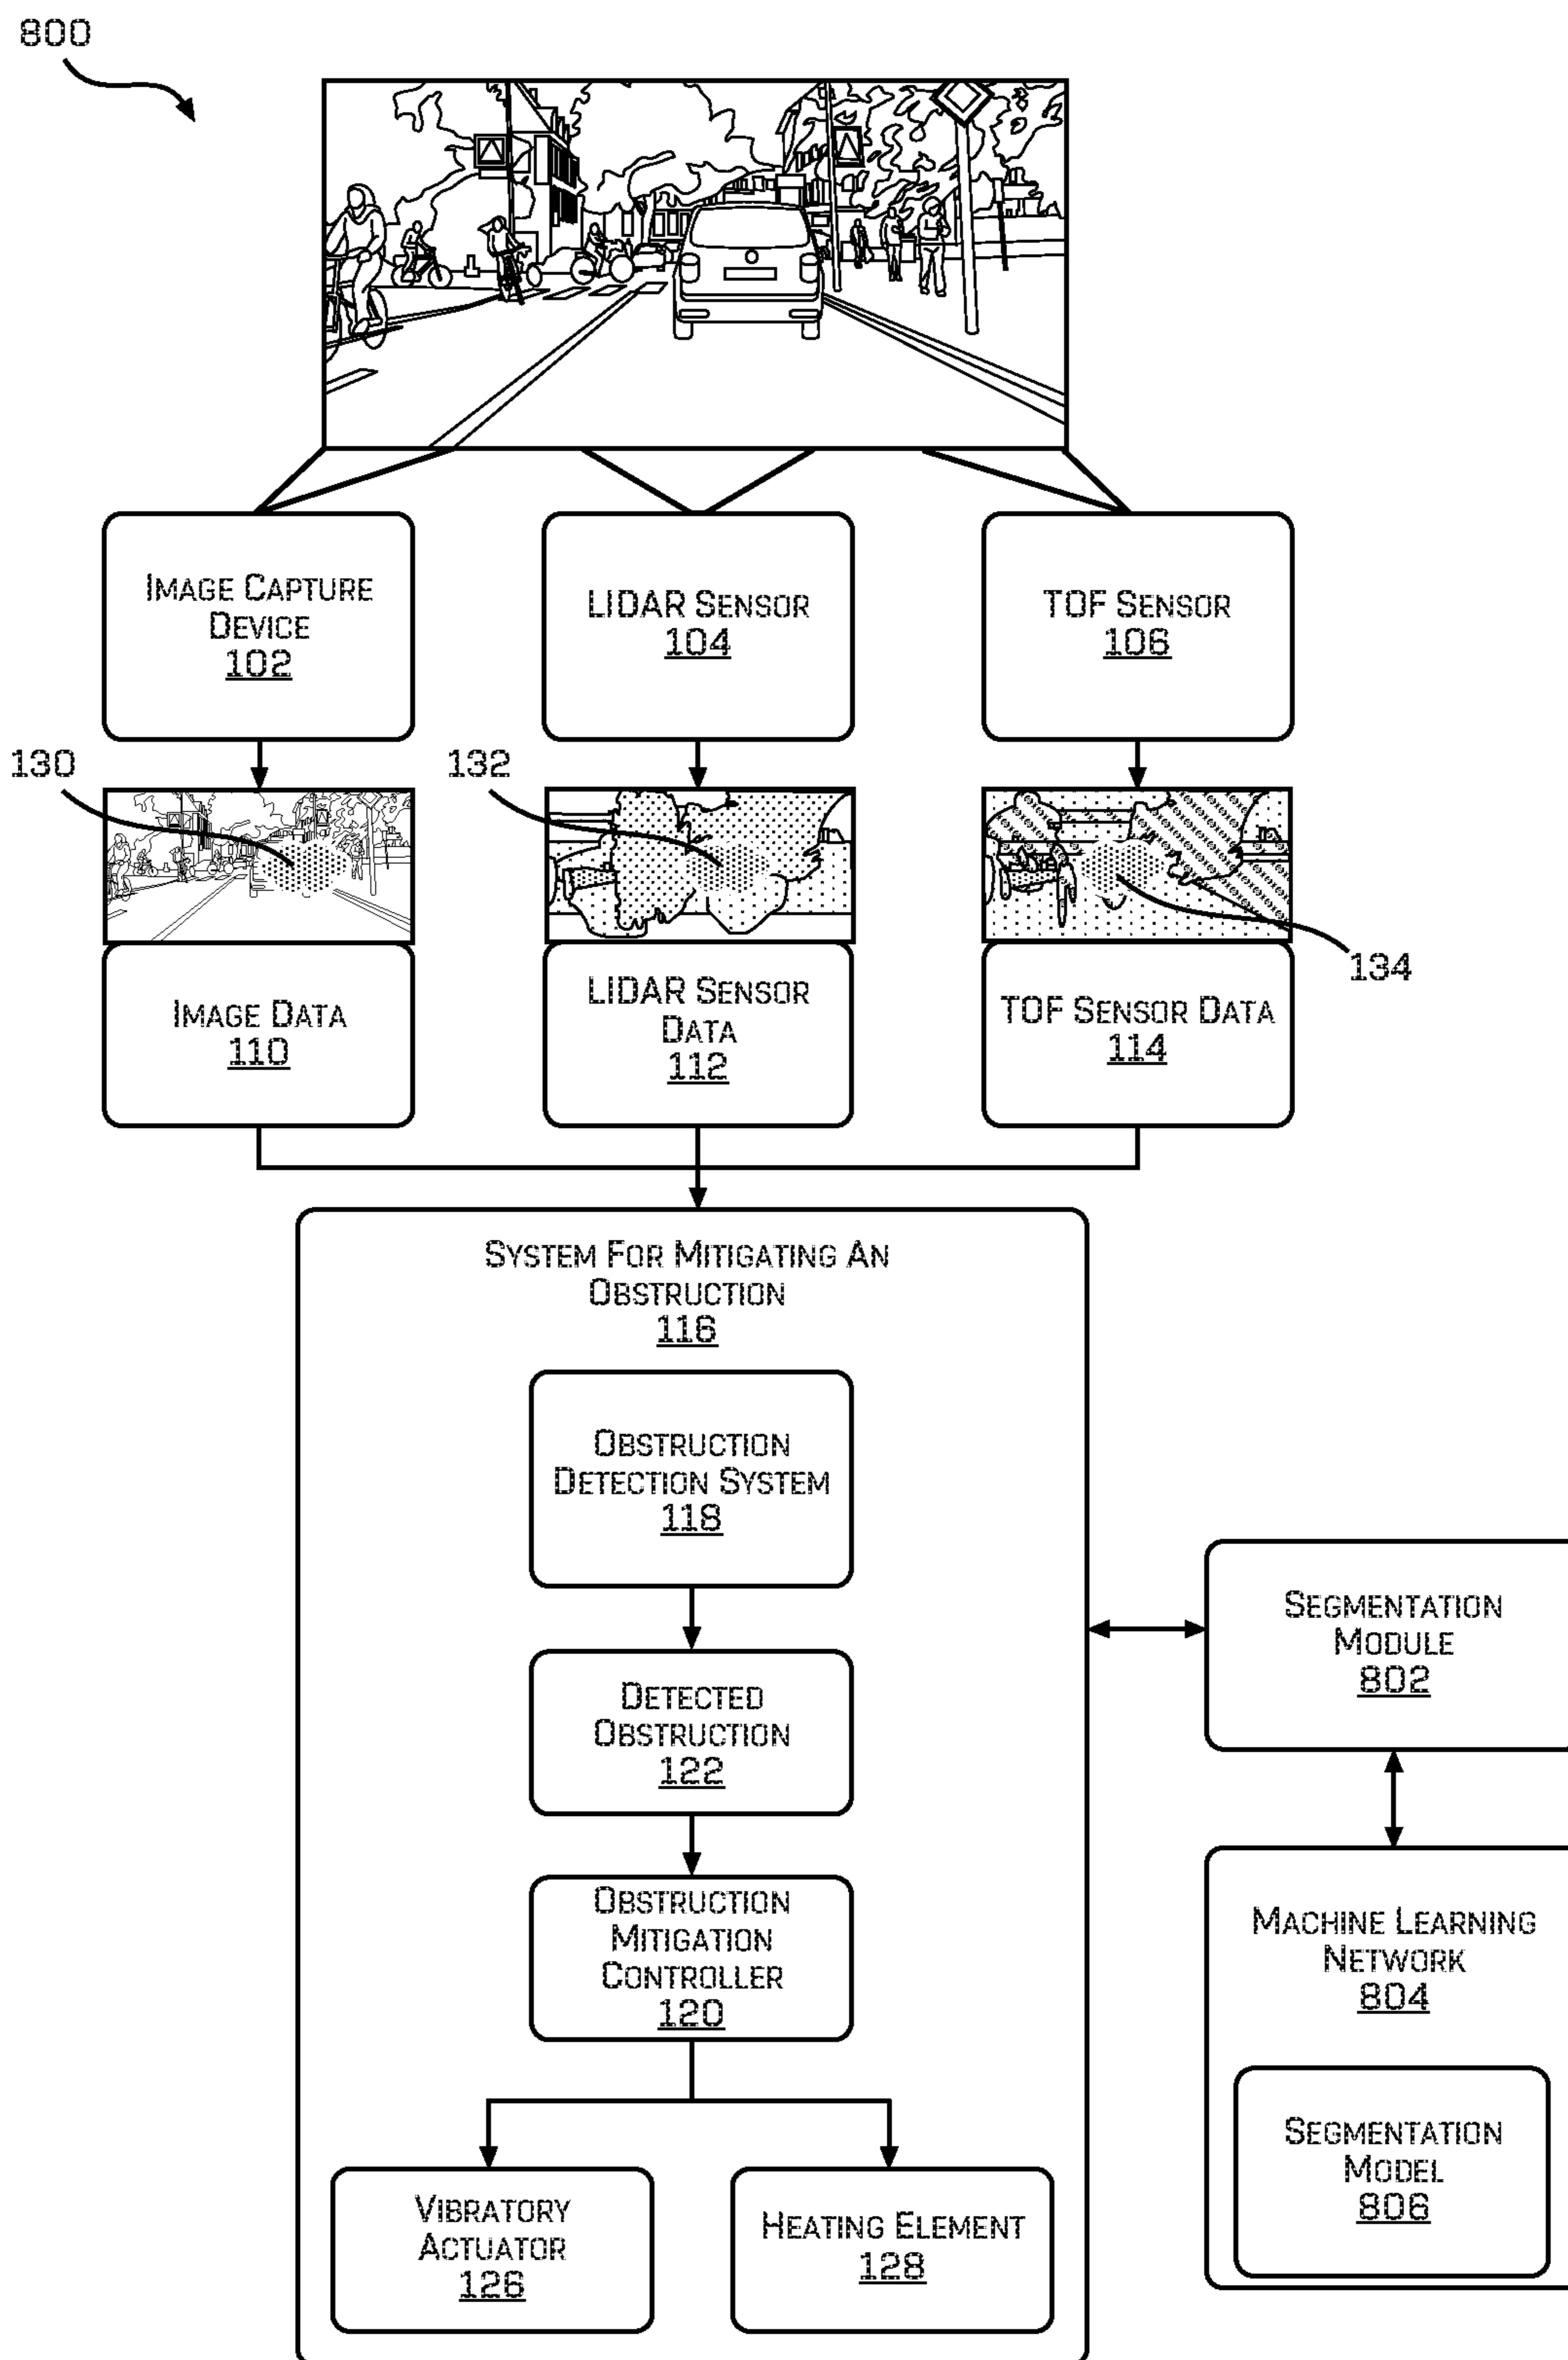 800
IMAGE CAPTURE
DEVICE
102
LIDAR SENSOR
104
TOF SENSOR
106
130
132
134
IMAGE DATA
110
LIDAR SENSOR
DATA
112
TOF SENSOR DATA
114
SYSTEM FOR MITIGATING AN
OBSTRUCTION
116
OBSTRUCTION
DETECTION SYSTEM
118
DETECTED
OBSTRUCTION
122
OBSTRUCTION
MITIGATION
CONTROLLER
120
VIBRATORY
ACTUATOR
126
HEATING ELEMENT
128
SEGMENTATION
MODULE
802
MACHINE LEARNING
NETWORK
804
SEGMENTATION
MODEL
806